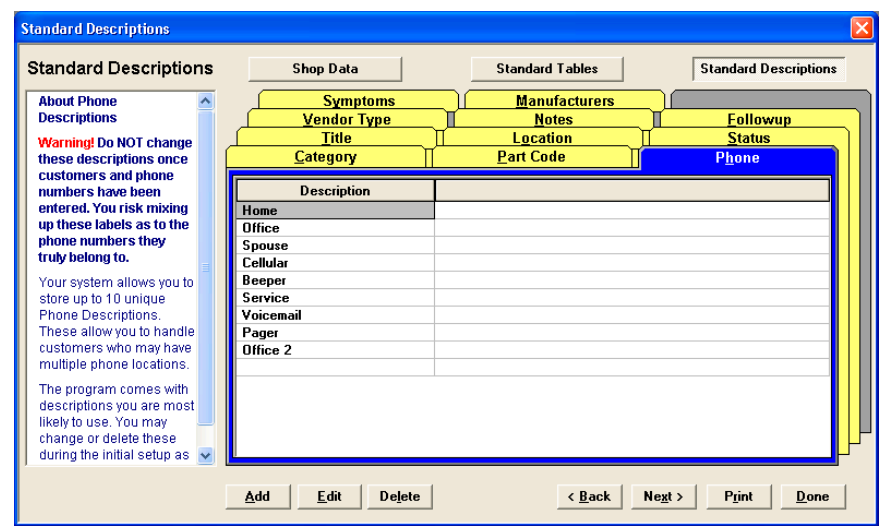 Standard Descriptions
Standard Descriptions
Shop Data
Standard Tables
Standard Descriptions
About Phone
Descriptions
Warning! Do NOT change
these descriptions once
customers and phone
numbers have been
entered. You risk mixing
up these labels as to the
phone numbers they
truly belong to.
Your system allows you to
store up to 10 unique
Phone Descriptions.
These allow you to handle
customers who may have
multiple phone locations.
The program comes with
descriptions you are most
likely to use. You may
change or delete these
during the initial setup as
Symptoms
Manufacturers
Vendor Type
Notes
Followup
Title
Location
Status
Category
Part Code
Phone
Description
Home
Office
Spouse
Cellular
Beeper
Service
Voicemail
Pager
Office 2
Add
Edit
Delete
< Back
Next >
Print
Done